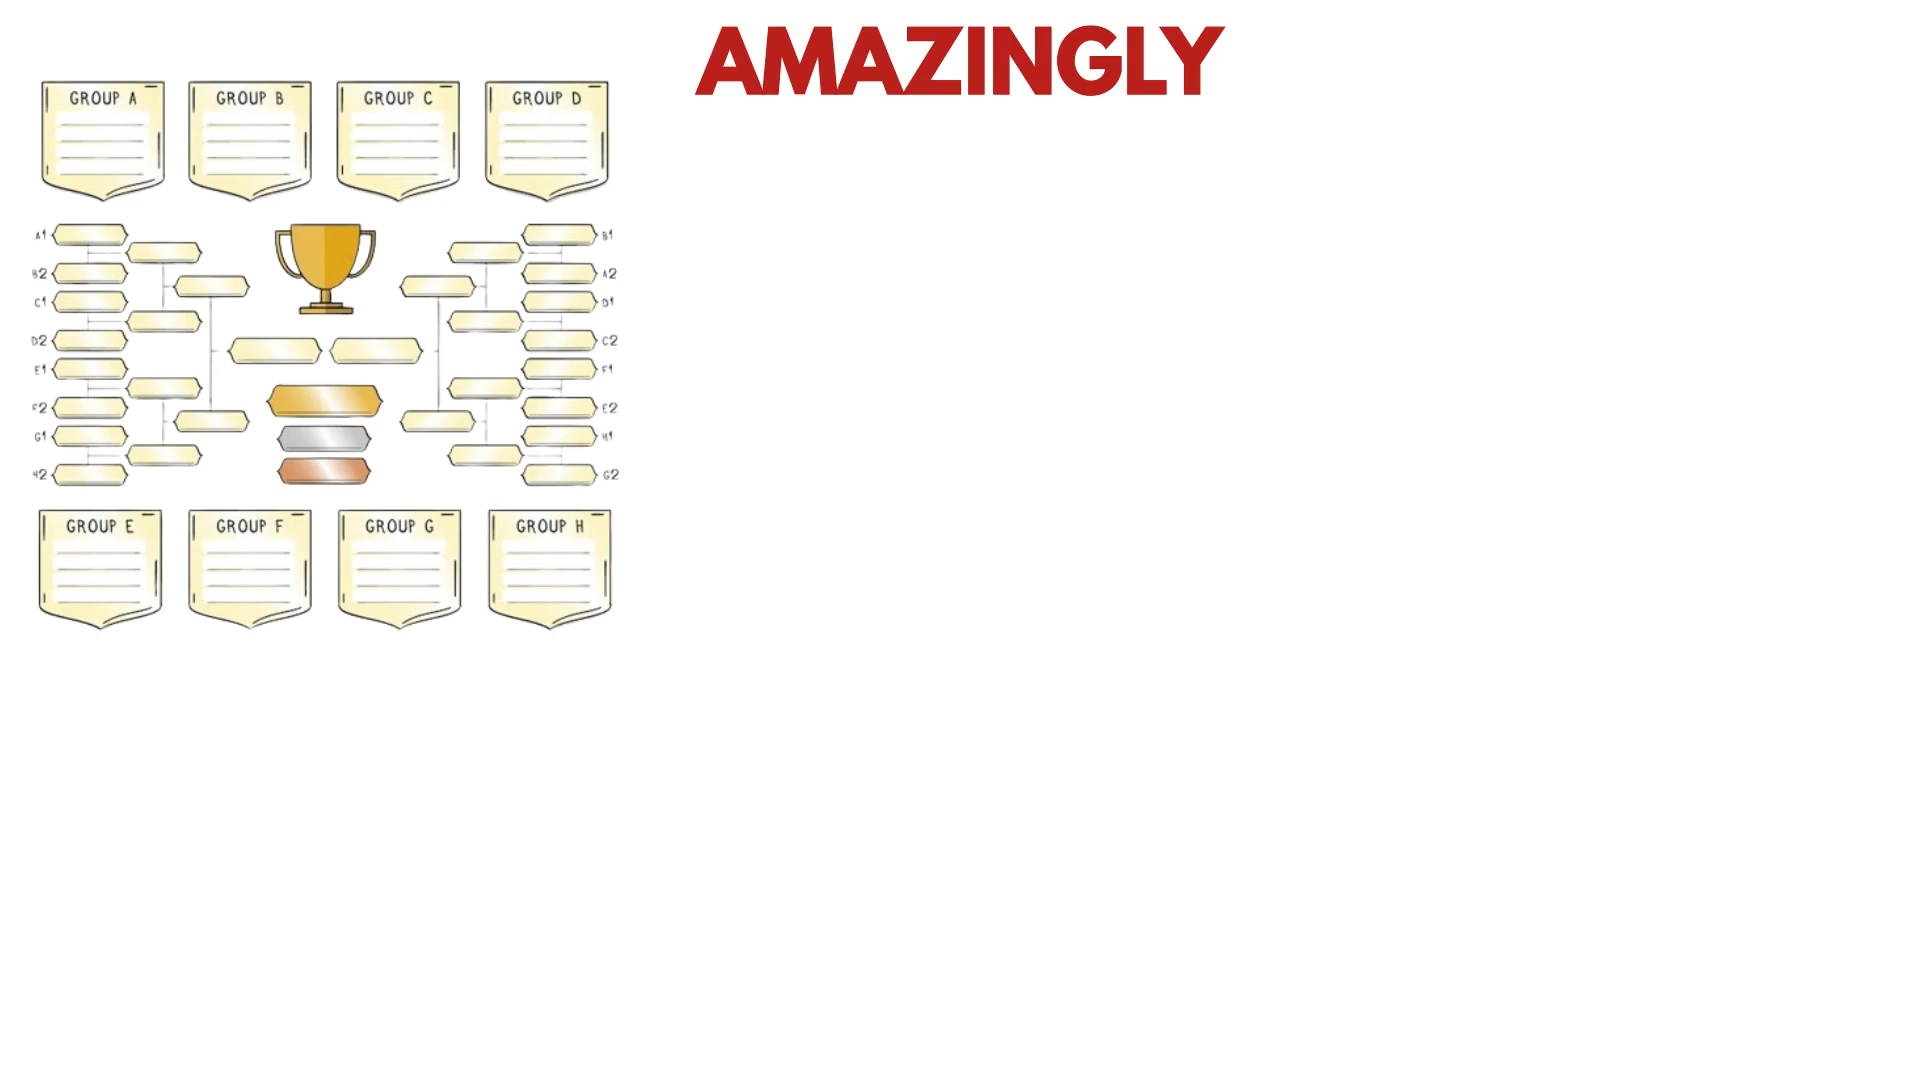 AMAZINGLY
GROUP A GROUP B GROUP C GROUP D
A1 B1
B2 A2
C1 D1
D2 C2
E1 F1
F2 E2
G1 H1
H2 G2
GROUP E GROUP F GROUP G GROUP H